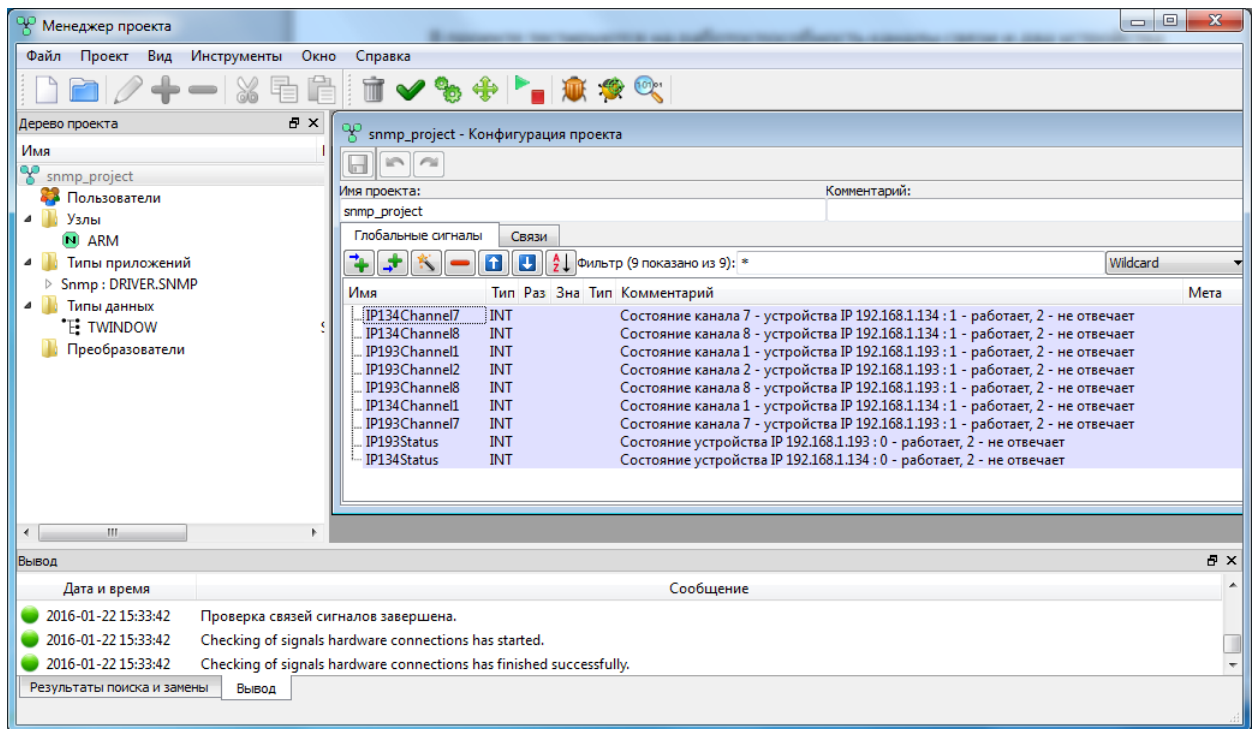 Менеджер проекта
Файл Проект Вид Инструменты Окно Справка
Дерево проекта
Имя
snmp_project
Пользователи
Узлы
ARM
Типы приложений
Snmp : DRIVER.SNMP
Типы данных
TWINDOW
Преобразователи
snmp_project - Конфигурация проекта
Имя проекта: Комментарий:
snmp_project
Глобальные сигналы Связи
Фильтр (9 показано из 9): * Wildcard
Имя Тип Раз Зна Тип Комментарий Мета
IP134Channel7 INT Состояние канала 7 - устройства IP 192.168.1.134 : 1 - работает, 2 - не отвечает
IP134Channel8 INT Состояние канала 8 - устройства IP 192.168.1.134 : 1 - работает, 2 - не отвечает
IP193Channel1 INT Состояние канала 1 - устройства IP 192.168.1.193 : 1 - работает, 2 - не отвечает
IP193Channel2 INT Состояние канала 2 - устройства IP 192.168.1.193 : 1 - работает, 2 - не отвечает
IP193Channel8 INT Состояние канала 8 - устройства IP 192.168.1.193 : 1 - работает, 2 - не отвечает
IP134Channel1 INT Состояние канала 1 - устройства IP 192.168.1.134 : 1 - работает, 2 - не отвечает
IP193Channel7 INT Состояние канала 7 - устройства IP 192.168.1.193 : 1 - работает, 2 - не отвечает
IP193Status INT Состояние устройства IP 192.168.1.193 : 0 - работает, 2 - не отвечает
IP134Status INT Состояние устройства IP 192.168.1.134 : 0 - работает, 2 - не отвечает
Вывод
Дата и время Сообщение
2016-01-22 15:33:42 Проверка связей сигналов завершена.
2016-01-22 15:33:42 Checking of signals hardware connections has started.
2016-01-22 15:33:42 Checking of signals hardware connections has finished successfully.
Результаты поиска и замены Вывод